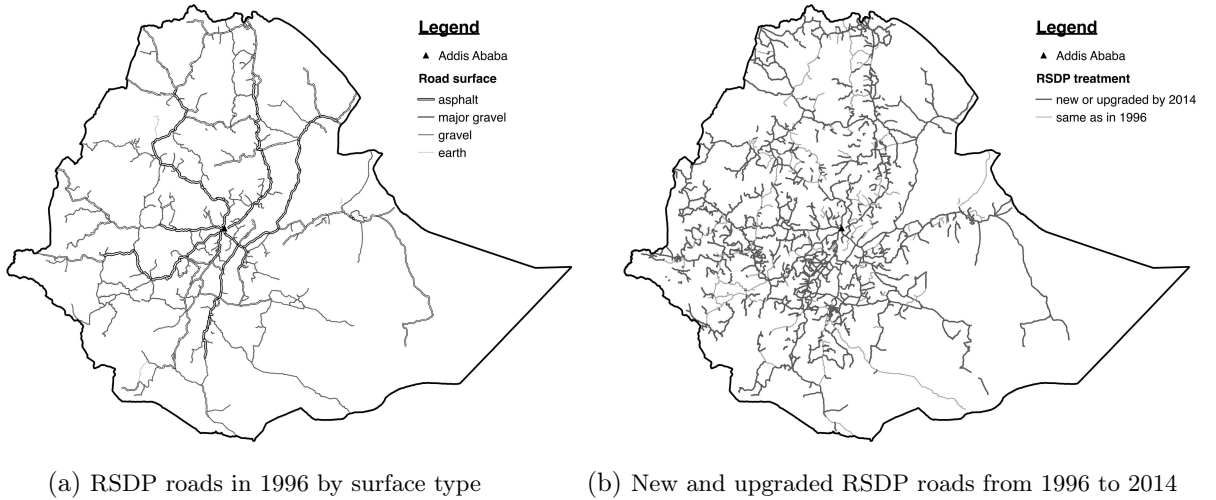 Legend
▲ Addis Ababa
Road surface
asphalt
major gravel
gravel
earth
Legend
▲ Addis Ababa
RSDP treatment
new or upgraded by 2014
same as in 1996
(a) RSDP roads in 1996 by surface type
(b) New and upgraded RSDP roads from 1996 to 2014